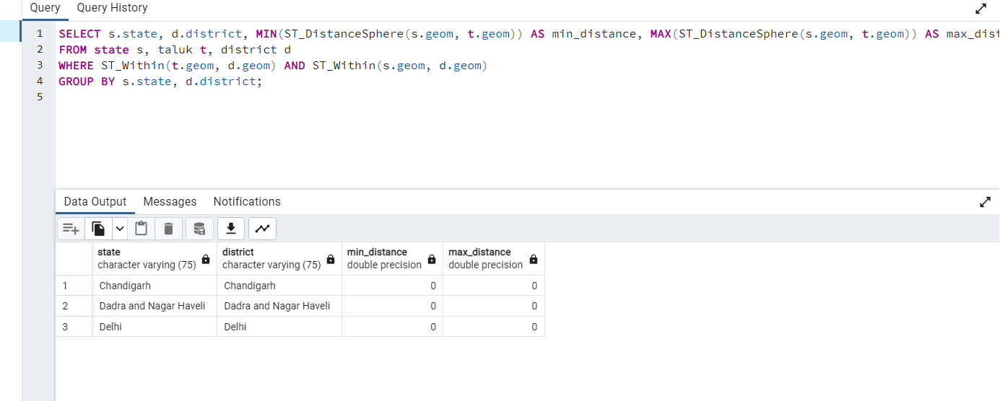 Query Query History
1 SELECT s.state, d.district, MIN(ST_DistanceSphere(s.geom, t.geom)) AS min_distance, MAX(ST_DistanceSphere(s.geom, t.geom)) AS max_dist
2 FROM state s, taluk t, district d
3 WHERE ST_Within(t.geom, d.geom) AND ST_Within(s.geom, d.geom)
4 GROUP BY s.state, d.district;
5
Data Output Messages Notifications
state district min_distance max_distance
character varying (75) character varying (75) double precision double precision
1 Chandigarh Chandigarh 0 0
2 Dadra and Nagar Haveli Dadra and Nagar Haveli 0 0
3 Delhi Delhi 0 0